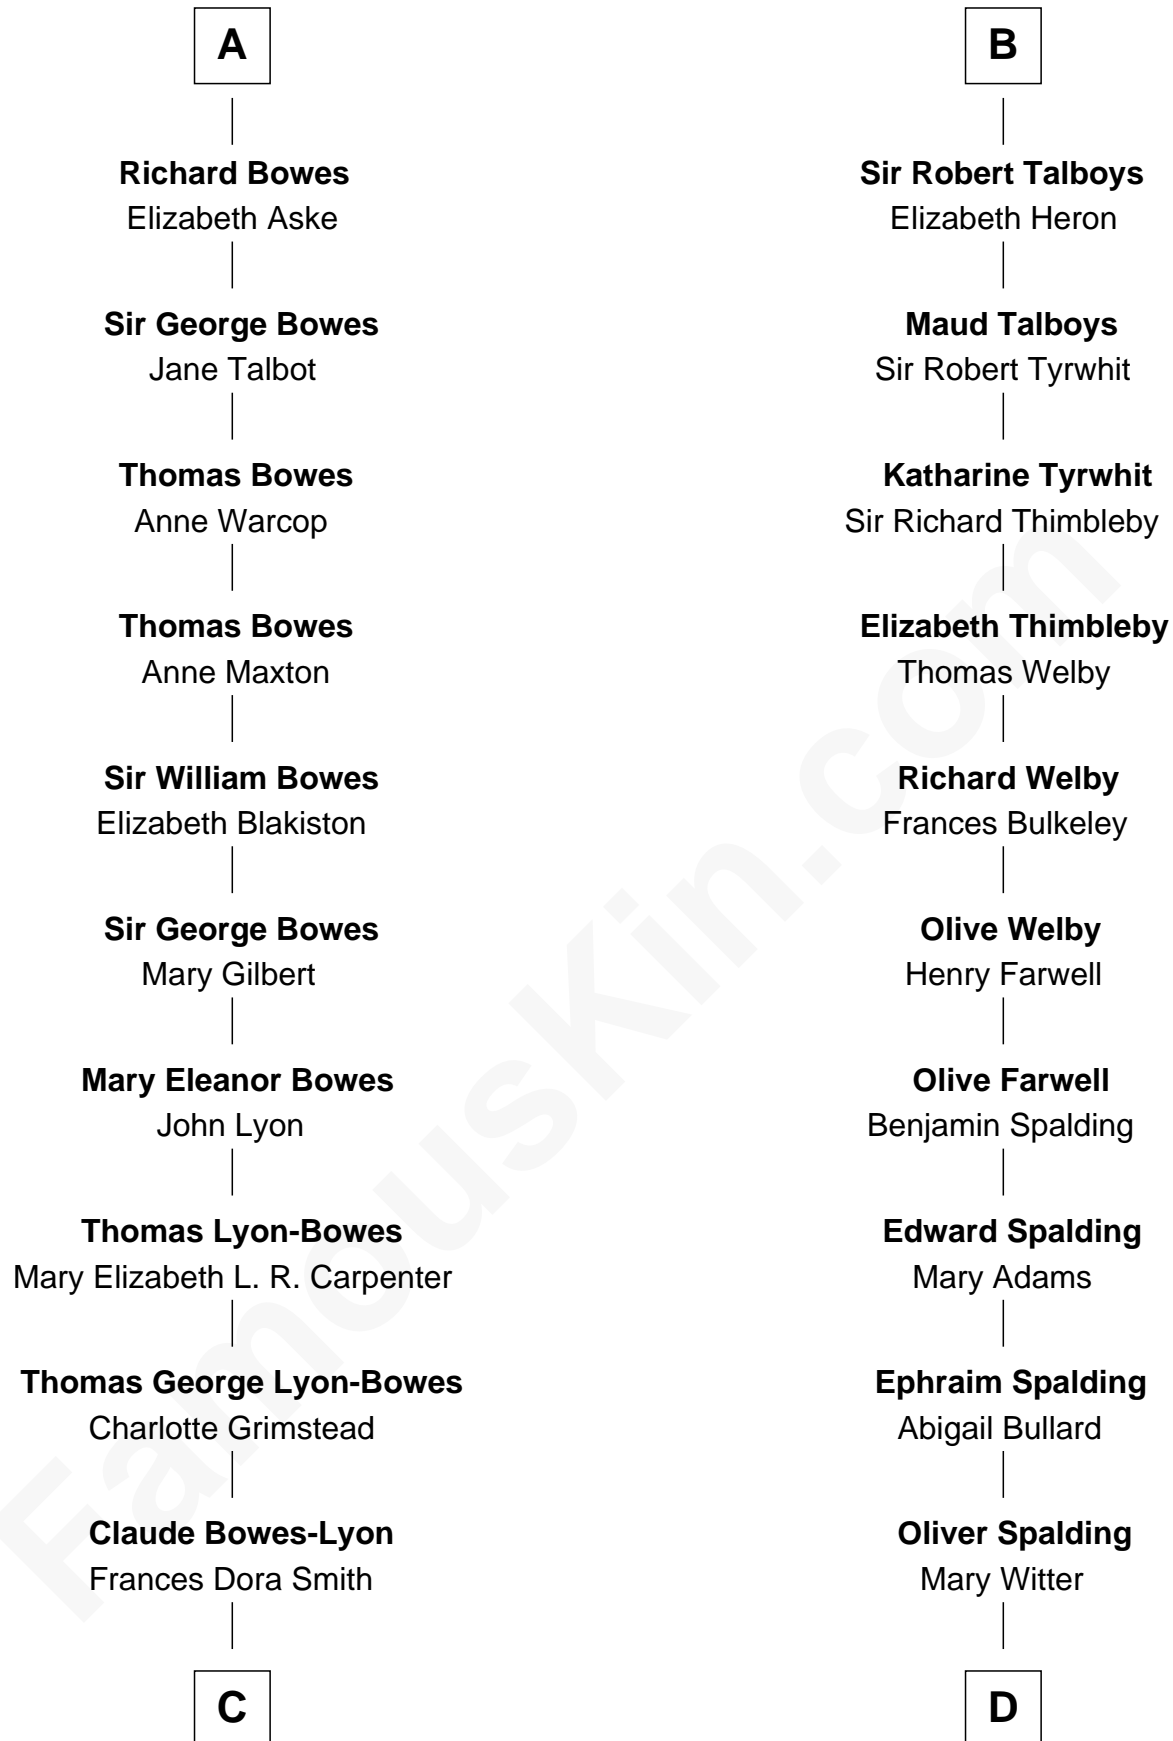 A
Richard Bowes
Elizabeth Aske
Sir George Bowes
Jane Talbot
Thomas Bowes
Anne Warcop
Thomas Bowes
Anne Maxton
Sir William Bowes
Elizabeth Blakiston
Sir George Bowes
Mary Gilbert
Mary Eleanor Bowes
John Lyon
Thomas Lyon-Bowes
Mary Elizabeth L. R. Carpenter
Thomas George Lyon-Bowes
Charlotte Grimstead
Claude Bowes-Lyon
Frances Dora Smith
C
B
Sir Robert Talboys
Elizabeth Heron
Maud Talboys
Sir Robert Tyrwhit
Katharine Tyrwhit
Sir Richard Thimbleby
Elizabeth Thimbleby
Thomas Welby
Richard Welby
Frances Bulkeley
Olive Welby
Henry Farwell
Olive Farwell
Benjamin Spalding
Edward Spalding
Mary Adams
Ephraim Spalding
Abigail Bullard
Oliver Spalding
Mary Witter
D
FamousKin.com